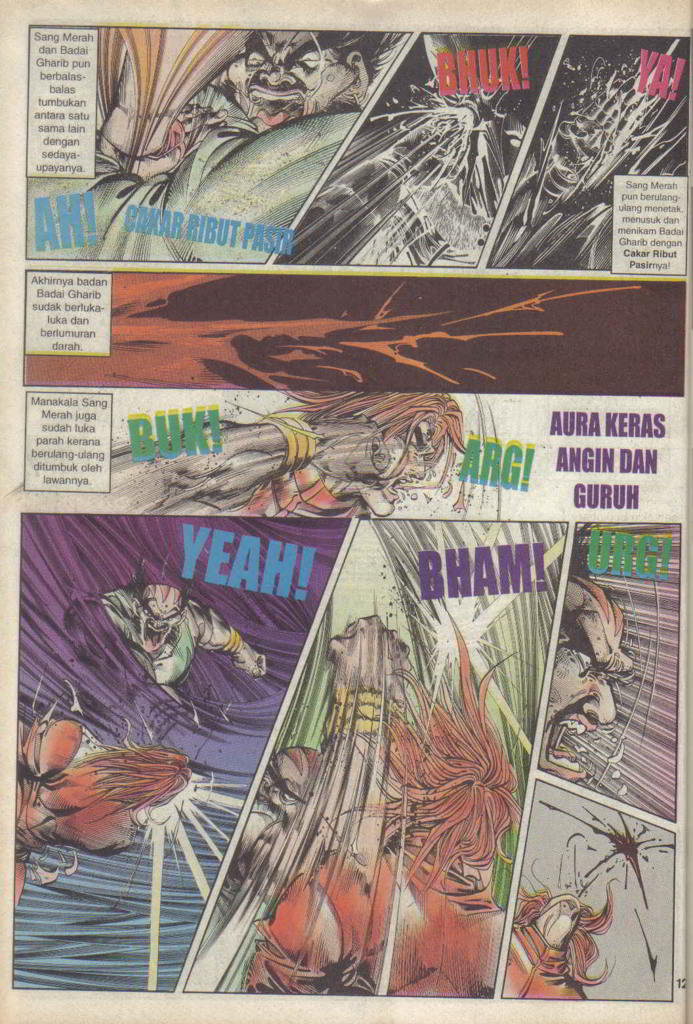 Sang Merah
dan Badai
Gharib pun
berbalas-
balas
tumbukan
antara satu
sama lain
dengan
sedaya-
upayanya.
AH!
CAKAR RIBUT PASIR
BHUK!
YA!
Sang Merah
pun berulang-
ulang menetak,
menusuk dan
menikam Badai
Gharib dengan
Cakar Ribut
Pasirnya!
Akhirnya badan
Badai Gharib
sudak berluka-
luka dan
berlumuran
darah.
Manakala Sang
Merah juga
sudah luka
parah kerana
berulang-ulang
ditumbuk oleh
lawannya.
BUK!
ARG!
AURA KERAS
ANGIN DAN
GURUH
YEAH!
BHAM!
URG!